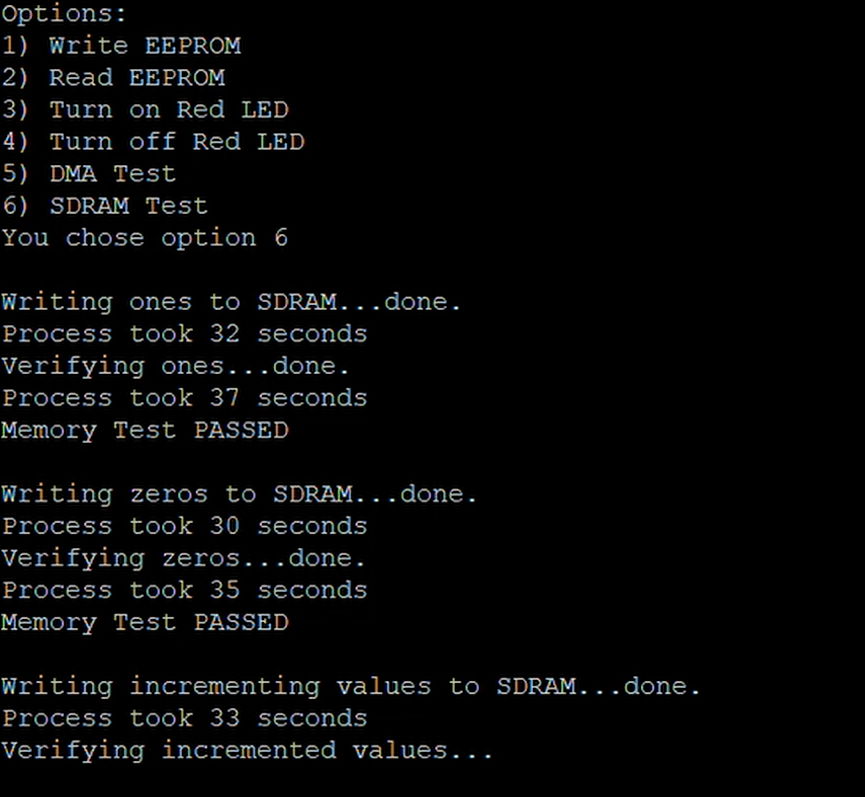 Options:
1) Write EEPROM
2) Read EEPROM
3) Turn on Red LED
4) Turn off Red LED
5) DMA Test
6) SDRAM Test
You chose option 6
Writing ones to SDRAM...done.
Process took 32 seconds
Verifying ones...done.
Process took 37 seconds
Memory Test PASSED
Writing zeros to SDRAM...done.
Process took 30 seconds
Verifying zeros...done.
Process took 35 seconds
Memory Test PASSED
Writing incrementing values to SDRAM...done.
Process took 33 seconds
Verifying incremented values...